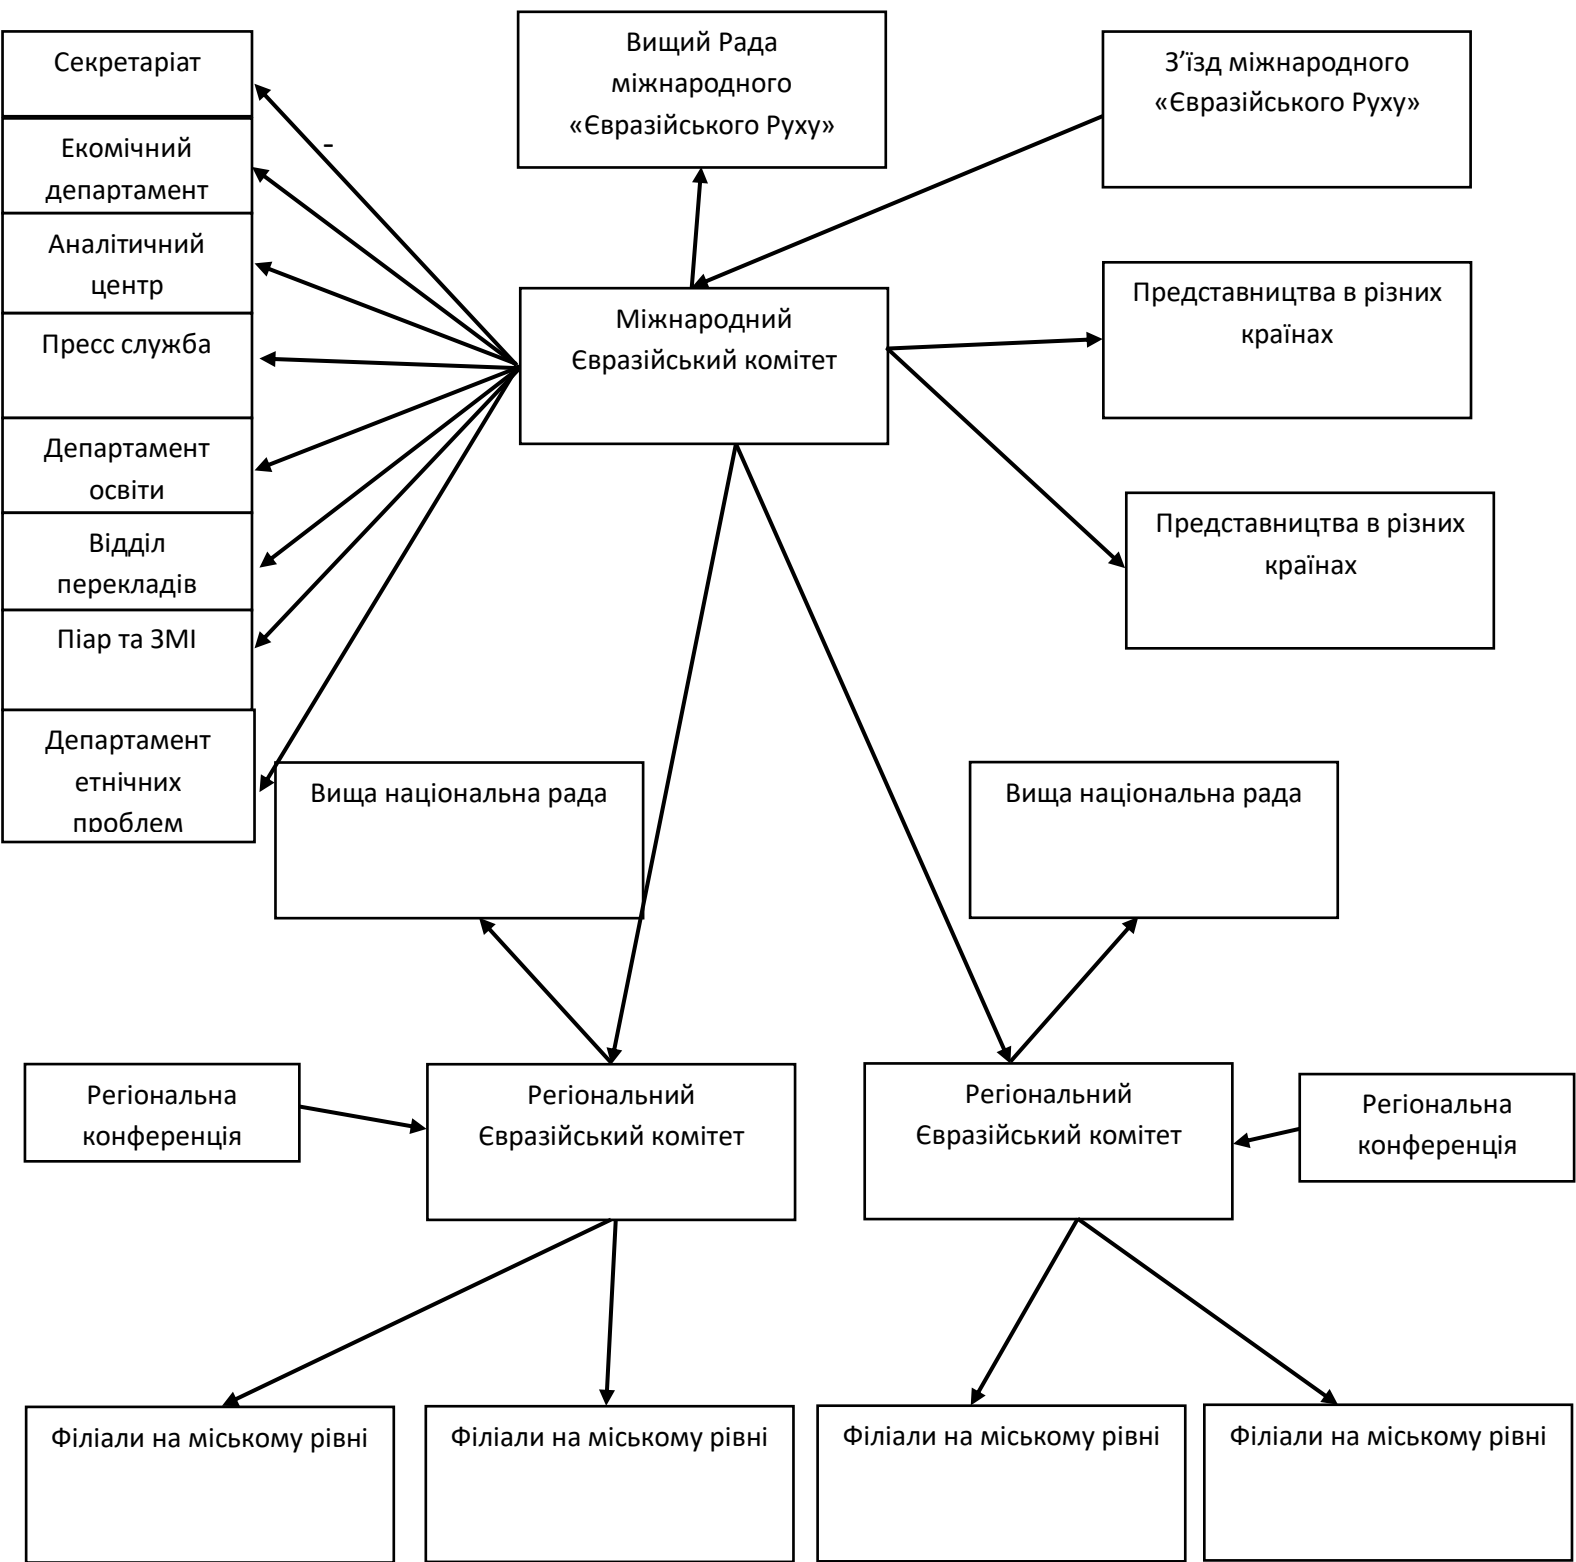 Секретаріат
Екомічний
департамент
Аналітичний
центр
Пресс служба
Департамент
освіти
Відділ
перекладів
Піар та ЗМІ
Департамент
етнічних
проблем
-
Вищий Рада
міжнародного
«Євразійського Руху»
З’їзд міжнародного
«Євразійського Руху»
Міжнародний
Євразійський комітет
Представництва в різних
країнах
Представництва в різних
країнах
Вища національна рада
Вища національна рада
Регіональна
конференція
Регіональний
Євразійський комітет
Регіональний
Євразійський комітет
Регіональна
конференція
Філіали на міському рівні
Філіали на міському рівні
Філіали на міському рівні
Філіали на міському рівні